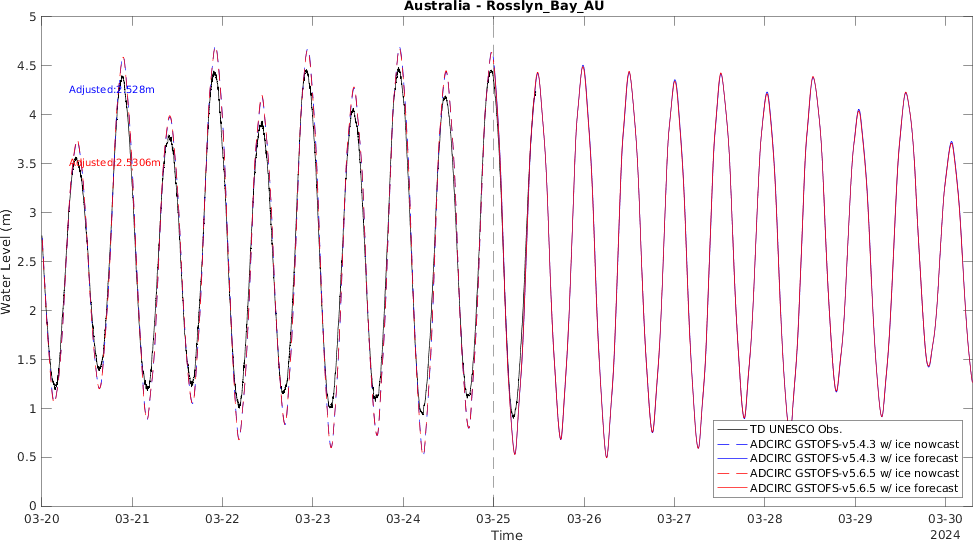 Australia - Rosslyn_Bay_AU
5
4.5
4
3.5
3
2.5
2
1.5
1
0.5
0
Water Level (m)
Adjusted:2.528m
Adjusted:2.5306m
TD UNESCO Obs.
ADCIRC GSTOFS-v5.4.3 w/ ice nowcast
ADCIRC GSTOFS-v5.4.3 w/ ice forecast
ADCIRC GSTOFS-v5.6.5 w/ ice nowcast
ADCIRC GSTOFS-v5.6.5 w/ ice forecast
03-20 03-21 03-22 03-23 03-24 03-25 03-26 03-27 03-28 03-29 03-30
Time
2024